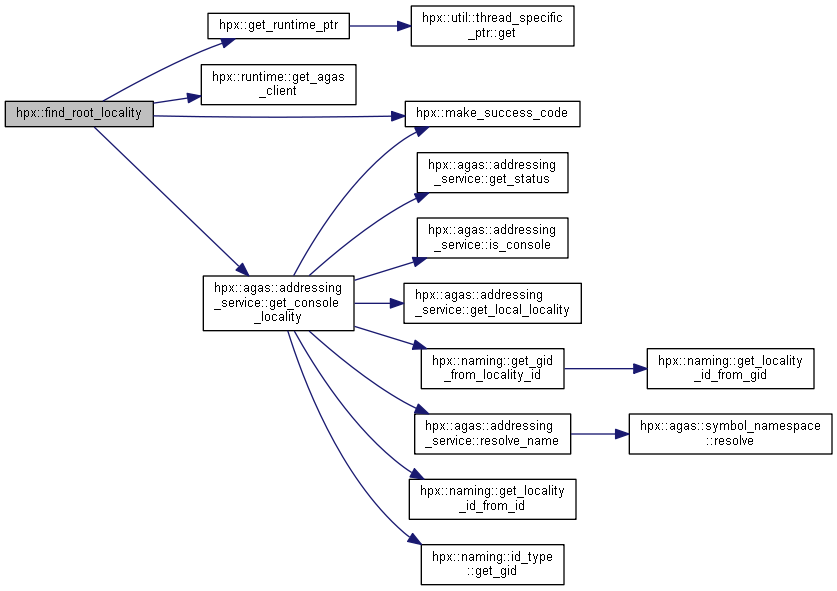 hpx::find_root_locality
hpx::get_runtime_ptr
hpx::util::thread_specific
_ptr::get
hpx::runtime::get_agas
_client
hpx::make_success_code
hpx::agas::addressing
_service::get_console
_locality
hpx::agas::addressing
_service::get_status
hpx::agas::addressing
_service::is_console
hpx::agas::addressing
_service::get_local_locality
hpx::naming::get_gid
_from_locality_id
hpx::naming::get_locality
_id_from_gid
hpx::agas::addressing
_service::resolve_name
hpx::agas::symbol_namespace
::resolve
hpx::naming::get_locality
_id_from_id
hpx::naming::id_type
::get_gid